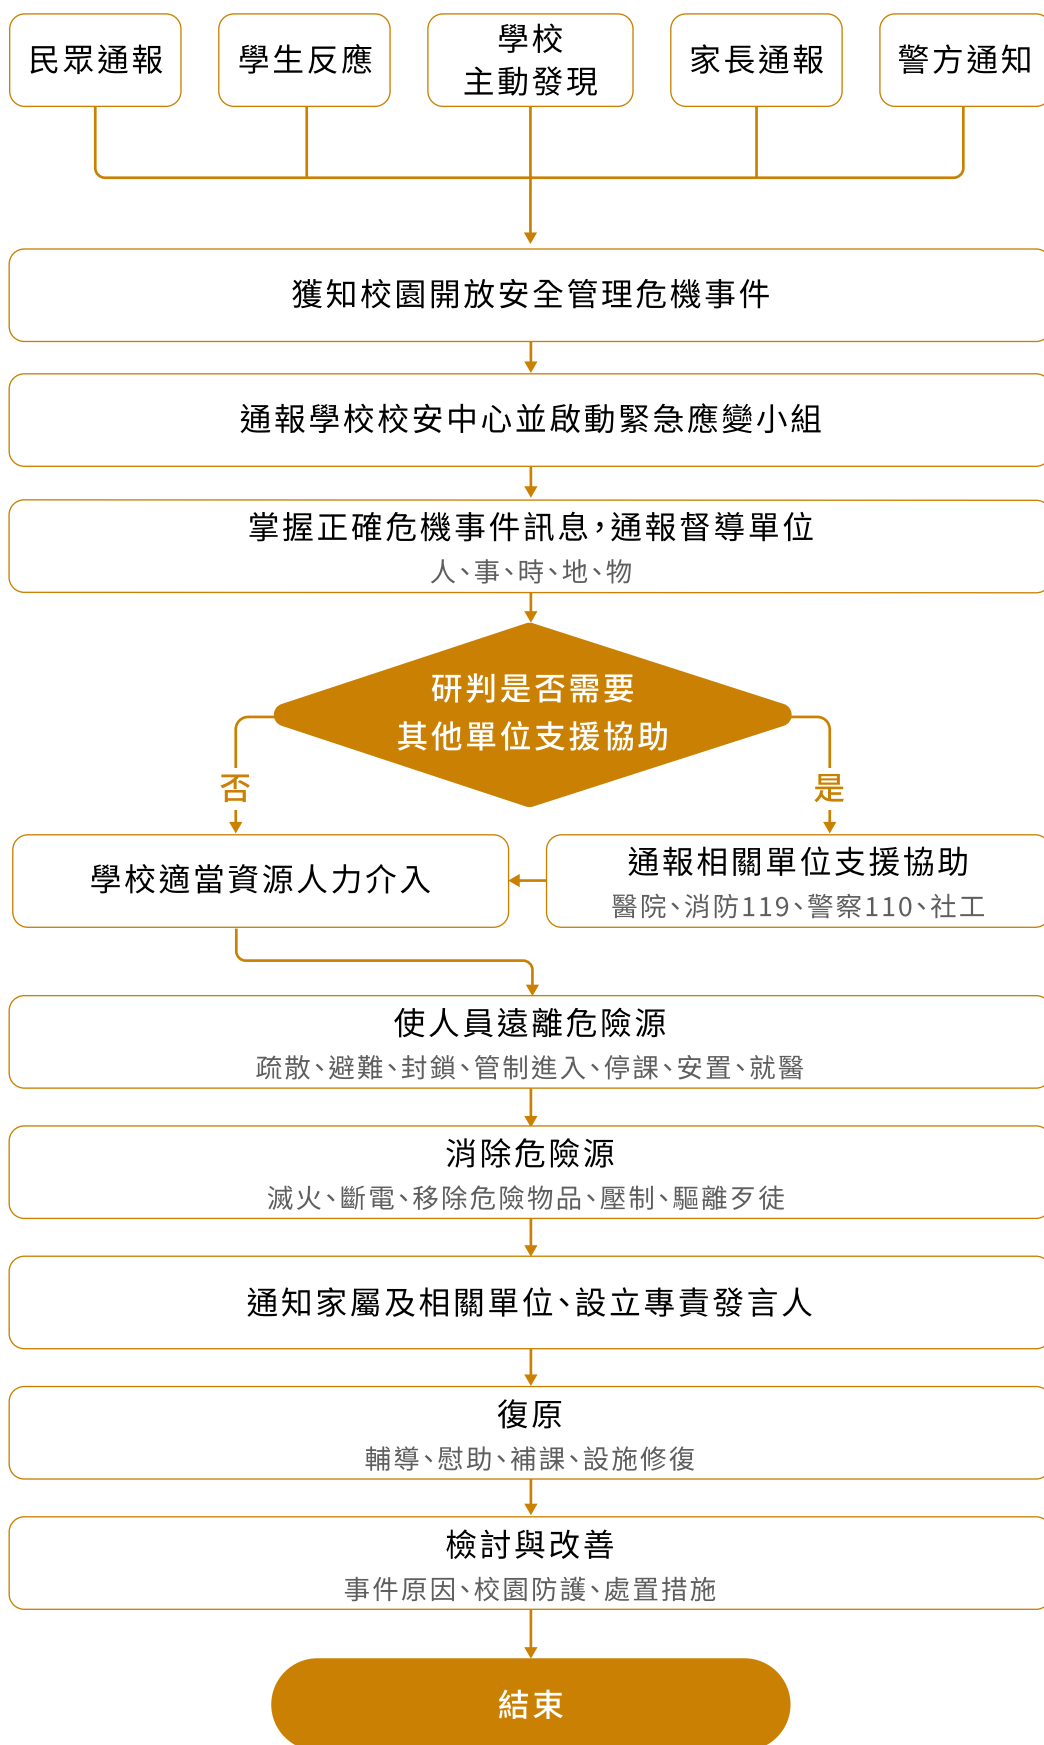 民眾通報
學生反應
學校
主動發現
家長通報
警方通知
獲知校園開放安全管理危機事件
通報學校校安中心並啟動緊急應變小組
掌握正確危機事件訊息，通報督導單位
人、事、時、地、物
研判是否需要
其他單位支援協助
否
是
學校適當資源人力介入
通報相關單位支援協助
醫院、消防119、警察110、社工
使人員遠離危險源
疏散、避難、封鎖、管制進入、停課、安置、就醫
消除危險源
滅火、斷電、移除危險物品、壓制、驅離歹徒
通知家屬及相關單位、設立專責發言人
復原
輔導、慰助、補課、設施修復
檢討與改善
事件原因、校園防護、處置措施
結束